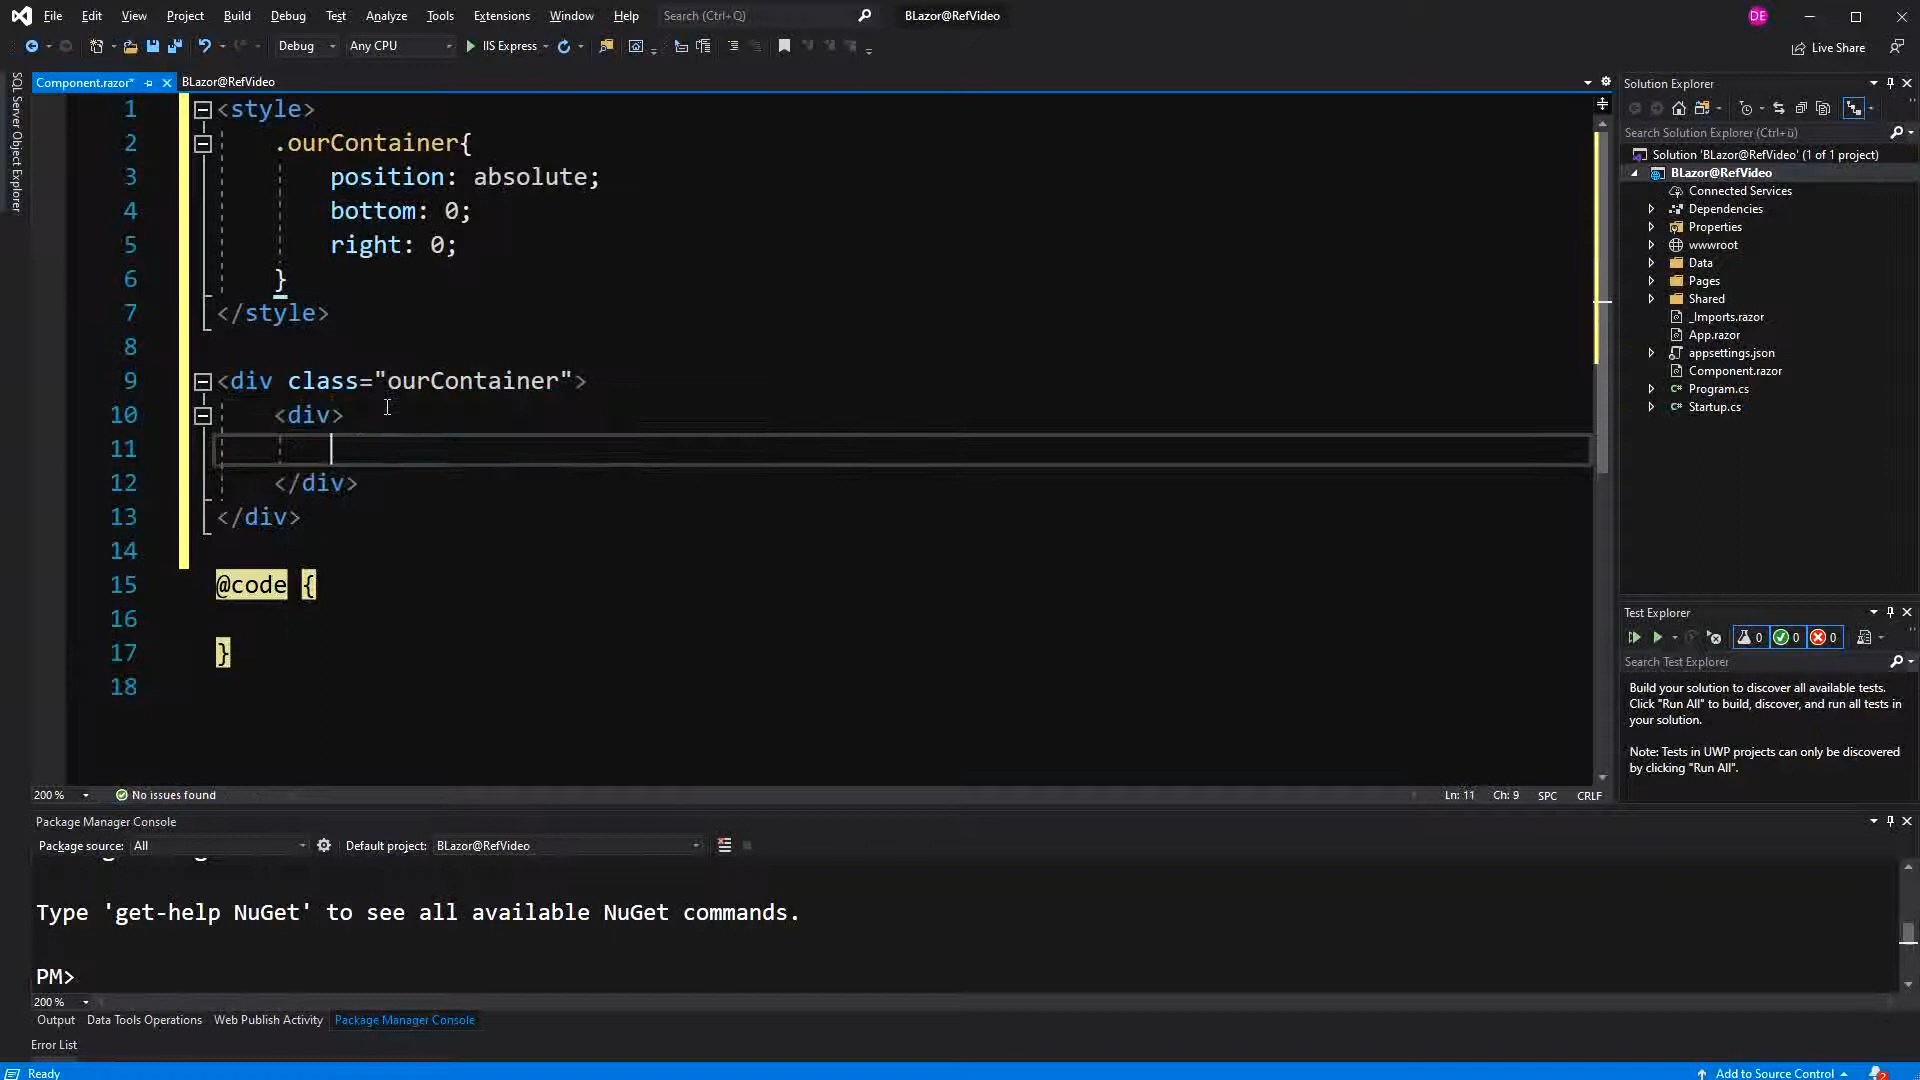 File Edit View Project Build Debug Test Analyze Tools Extensions Window Help Search (Ctrl+Q) BLazor@RefVideo DE
Debug Any CPU IIS Express Live Share
SQL Server Object Explorer
Component.razor* BLazor@RefVideo
1 <style>
2 .ourContainer{
3 position: absolute;
4 bottom: 0;
5 right: 0;
6 }
7 </style>
8
9 <div class="ourContainer">
10 <div>
11
12 </div>
13 </div>
14
15 @code {
16
17 }
18
200 % No issues found Ln: 11 Ch: 9 SPC CRLF
Solution Explorer
Search Solution Explorer (Ctrl+ü)
Solution 'BLazor@RefVideo' (1 of 1 project)
BLazor@RefVideo
Connected Services
Dependencies
Properties
wwwroot
Data
Pages
Shared
_Imports.razor
App.razor
appsettings.json
Component.razor
Program.cs
Startup.cs
Test Explorer
0 0 0
Search Test Explorer
Build your solution to discover all available tests.
Click "Run All" to build, discover, and run all tests in
your solution.
Note: Tests in UWP projects can only be discovered
by clicking "Run All".
Package Manager Console
Package source: All Default project: BLazor@RefVideo
Type 'get-help NuGet' to see all available NuGet commands.
PM>
200 %
Output Data Tools Operations Web Publish Activity Package Manager Console
Error List
Ready Add to Source Control 2